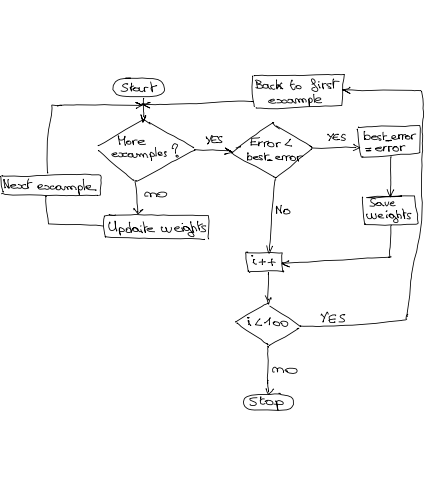 Start
Back to first
example
More
examples?
YES
Error <
best_error
YES
best_error
= error
Next example
no
Update weights
No
Save
weights
i++
i<100
YES
no
Stop